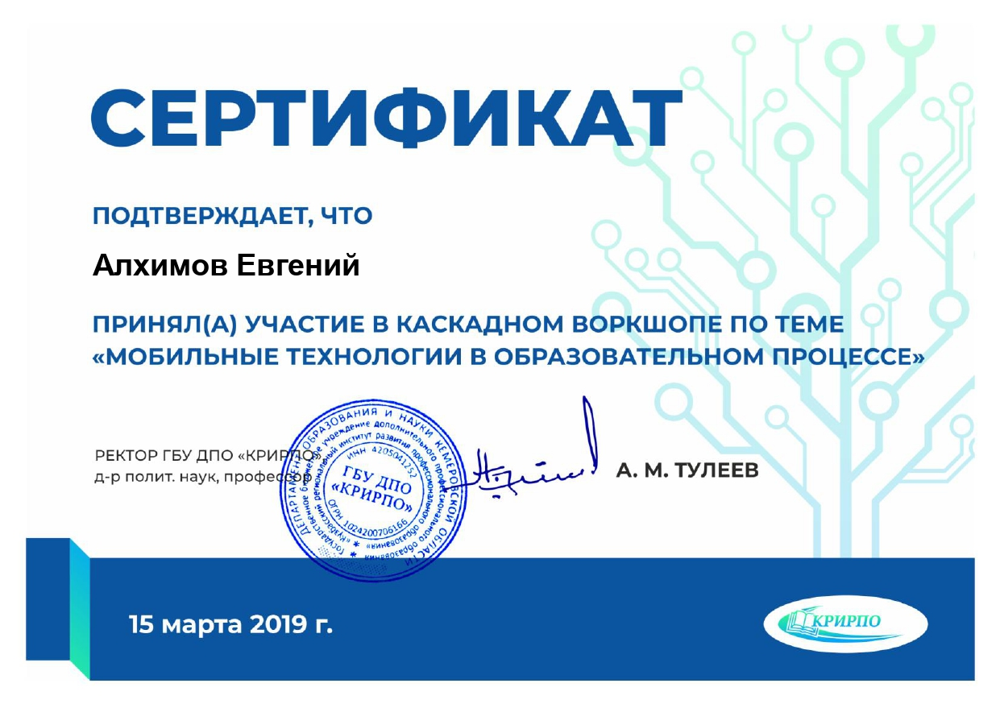 СЕРТИФИКАТ
ПОДТВЕРЖДАЕТ, ЧТО
Алхимов Евгений
ПРИНЯЛ(А) УЧАСТИЕ В КАСКАДНОМ ВОРКШОПЕ ПО ТЕМЕ
«МОБИЛЬНЫЕ ТЕХНОЛОГИИ В ОБРАЗОВАТЕЛЬНОМ ПРОЦЕССЕ»
РЕКТОР ГБУ ДПО «КРИРПО»,
д-р полит. наук, профессор
ДЕПАРТАМЕНТ ОБРАЗОВАНИЯ И НАУКИ КЕМЕРОВСКОЙ ОБЛАСТИ
Государственное бюджетное учреждение дополнительного профессионального образования
«Кузбасский региональный институт развития профессионального образования»
ИНН 4205041252
ГБУ ДПО
«КРИРПО»
ОГРН 1024200706166
А. М. ТУЛЕЕВ
15 марта 2019 г.
КРИРПО